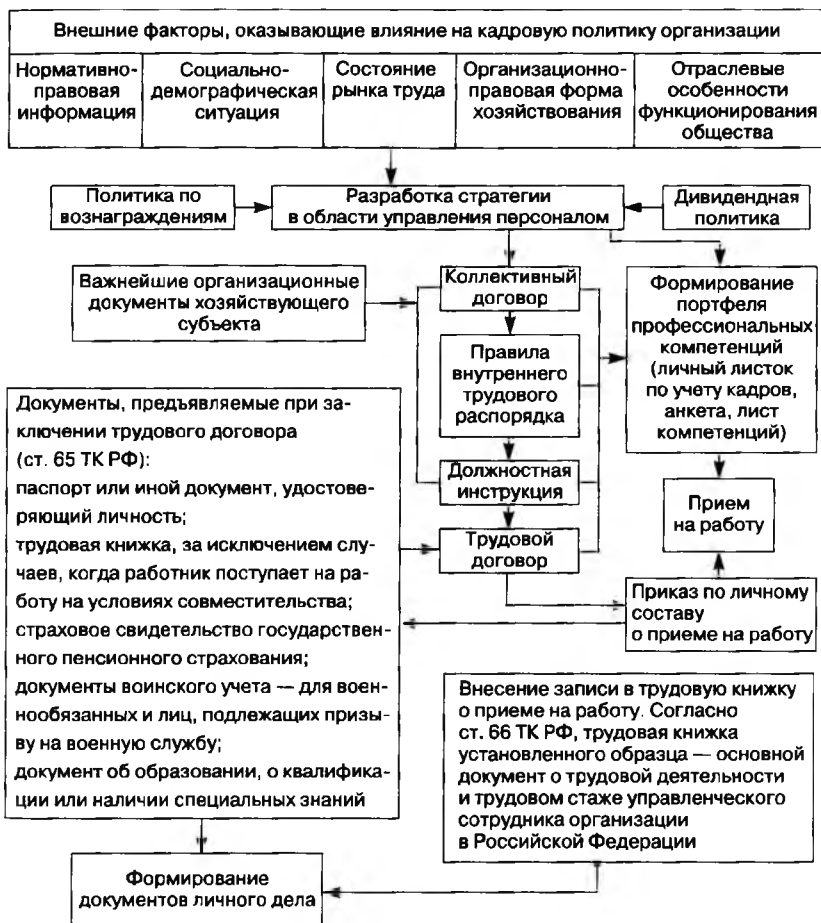 Внешние факторы, оказывающие влияние на кадровую политику организации
Нормативно-
правовая
информация
Социально-
демографическая
ситуация
Состояние
рынка труда
Организационно-
правовая форма
хозяйствования
Отраслевые
особенности
функционирования
общества
Политика по
вознаграждениям
Разработка стратегии
в области управления персоналом
Дивидендная
политика
Важнейшие организационные
документы хозяйствующего
субъекта
Коллективный
договор
Формирование
портфеля
профессиональных
компетенций
(личный листок
по учету кадров,
анкета, лист
компетенций)
Правила
внутреннего
трудового
распорядка
Документы, предъявляемые при за-
ключении трудового договора
(ст. 65 ТК РФ):
паспорт или иной документ, удостове-
ряющий личность;
трудовая книжка, за исключением слу-
чаев, когда работник поступает на ра-
боту на условиях совместительства;
страховое свидетельство государствен-
ного пенсионного страхования;
документы воинского учета — для воен-
нообязанных и лиц, подлежащих призы-
ву на военную службу;
документ об образовании, о квалифика-
ции или наличии специальных знаний
Должностная
инструкция
Прием
на работу
Трудовой
договор
Приказ по личному
составу
о приеме на работу
Внесение записи в трудовую книжку
о приеме на работу. Согласно
ст. 66 ТК РФ, трудовая книжка
установленного образца — основной
документ о трудовой деятельности
и трудовом стаже управленческого
сотрудника организации
в Российской Федерации
Формирование
документов личного дела